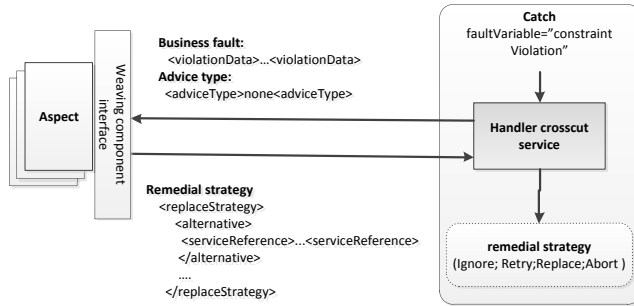 Aspect
Weaving component
interface
Business fault:
<violationData>...<violationData>
Advice type:
<adviceType>none<adviceType>
Remedial strategy
<replaceStrategy>
<alternative>
<serviceReference>...<serviceReference>
</alternative>
....
</replaceStrategy>
Catch
faultVariable=”constraint
Violation”
Handler crosscut
service
remedial strategy
(Ignore; Retry;Replace;Abort )